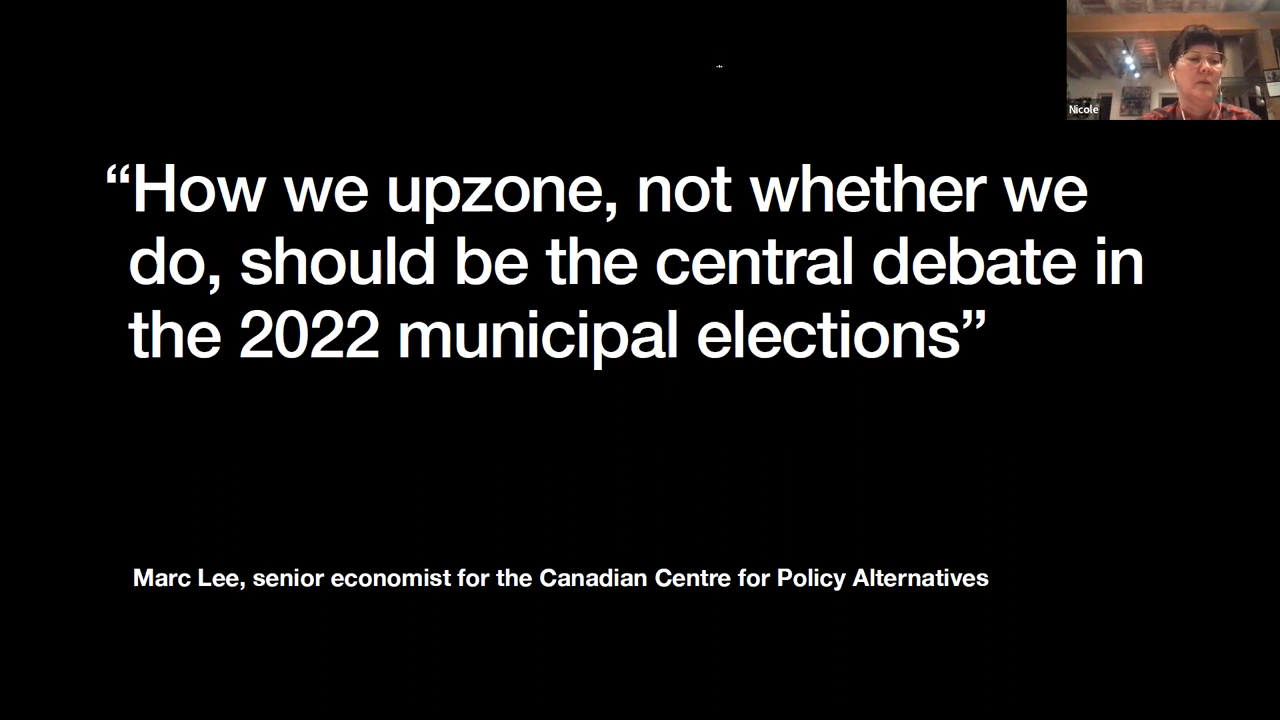 Nicole
“How we upzone, not whether we
do, should be the central debate in
the 2022 municipal elections”
Marc Lee, senior economist for the Canadian Centre for Policy Alternatives